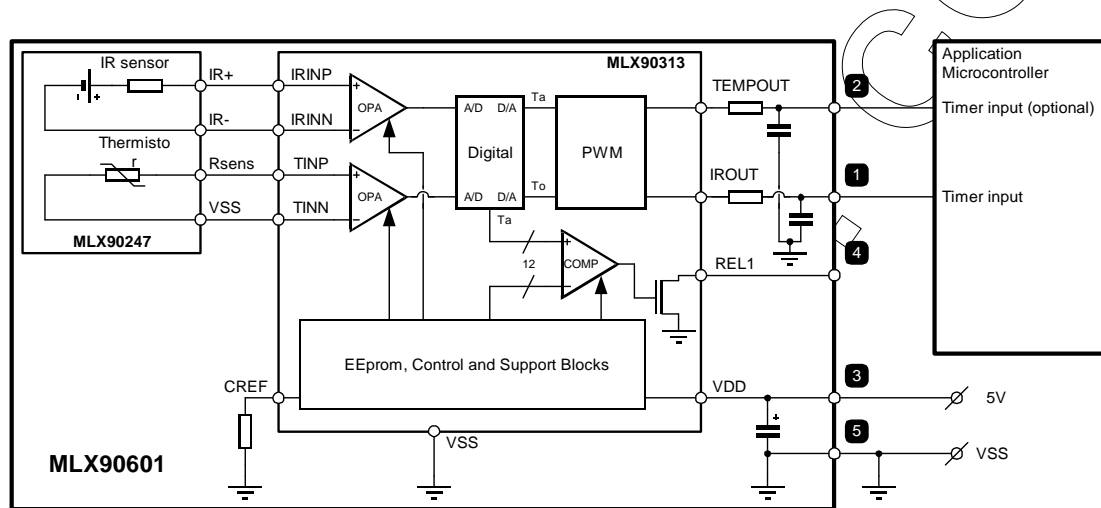 IR sensor
IR+
IRINP
MLX90313
Application
Microcontroller
TEMPOUT
2
Timer input (optional)
OPA
A/D D/A
Ta
IR-
IRINN
Digital
PWM
Thermisto
r
Rsens
TINP
OPA
A/D D/A
To
IROUT
1
Timer input
VSS
TINN
Ta
MLX90247
12
COMP
REL1
4
EEprom, Control and Support Blocks
CREF
VDD
3
5V
VSS
5
VSS
MLX90601